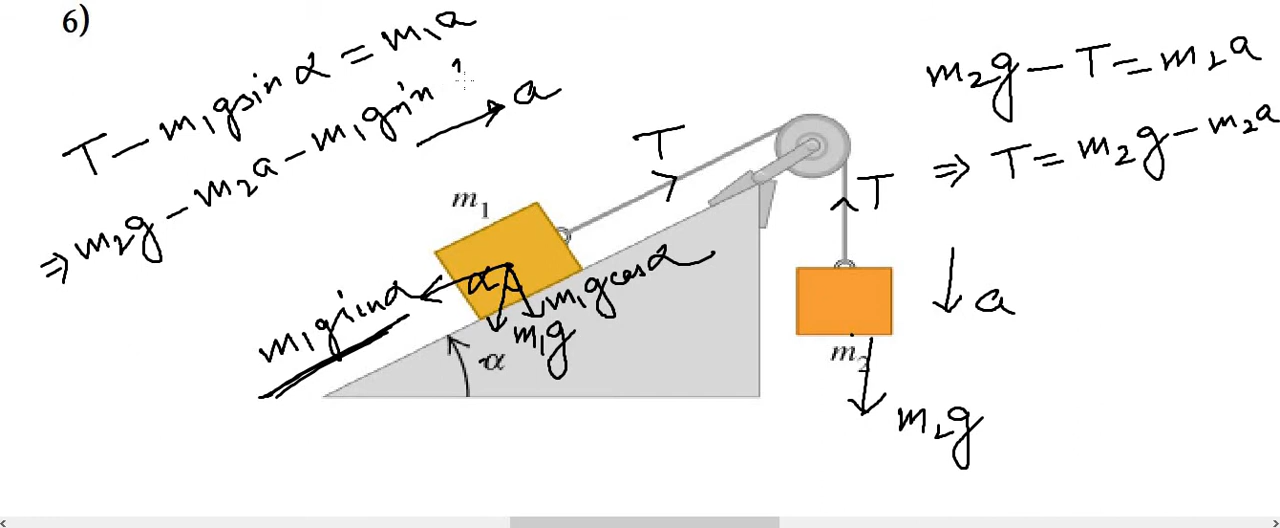 6)
T − m₁g sin α = m₁a
⇒ m₂g − m₂a − m₁g sin
a
m₂g − T = m₂a
⇒ T = m₂g − m₂a
T
T
m₁
α
m₁g sin α
m₁g cos α
m₁g
α
a
m₂
m₂g